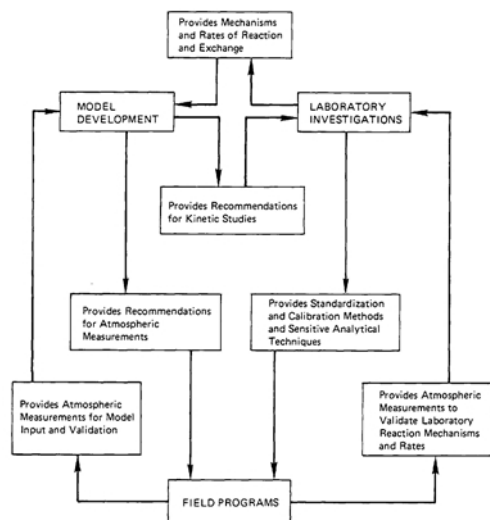 Provides Mechanisms
and Rates of Reaction
and Exchange
MODEL
DEVELOPMENT
LABORATORY
INVESTIGATIONS
Provides Recommendations
for Kinetic Studies
Provides Recommendations
for Atmospheric
Measurements
Provides Standardization
and Calibration Methods
and Sensitive Analytical
Techniques
Provides Atmospheric
Measurements for Model
Input and Validation
Provides Atmospheric
Measurements to
Validate Laboratory
Reaction Mechanisms
and Rates
FIELD PROGRAMS